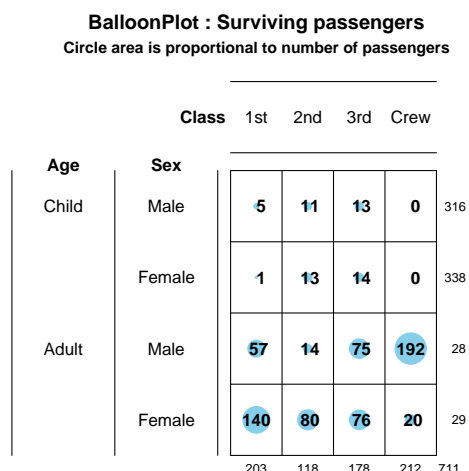 BalloonPlot : Surviving passengers
Circle area is proportional to number of passengers
Class 1st 2nd 3rd Crew
Age Sex
Child Male 5 11 13 0 316
Female 1 13 14 0 338
Adult Male 57 14 75 192 28
Female 140 80 76 20 29
203 118 178 212 711